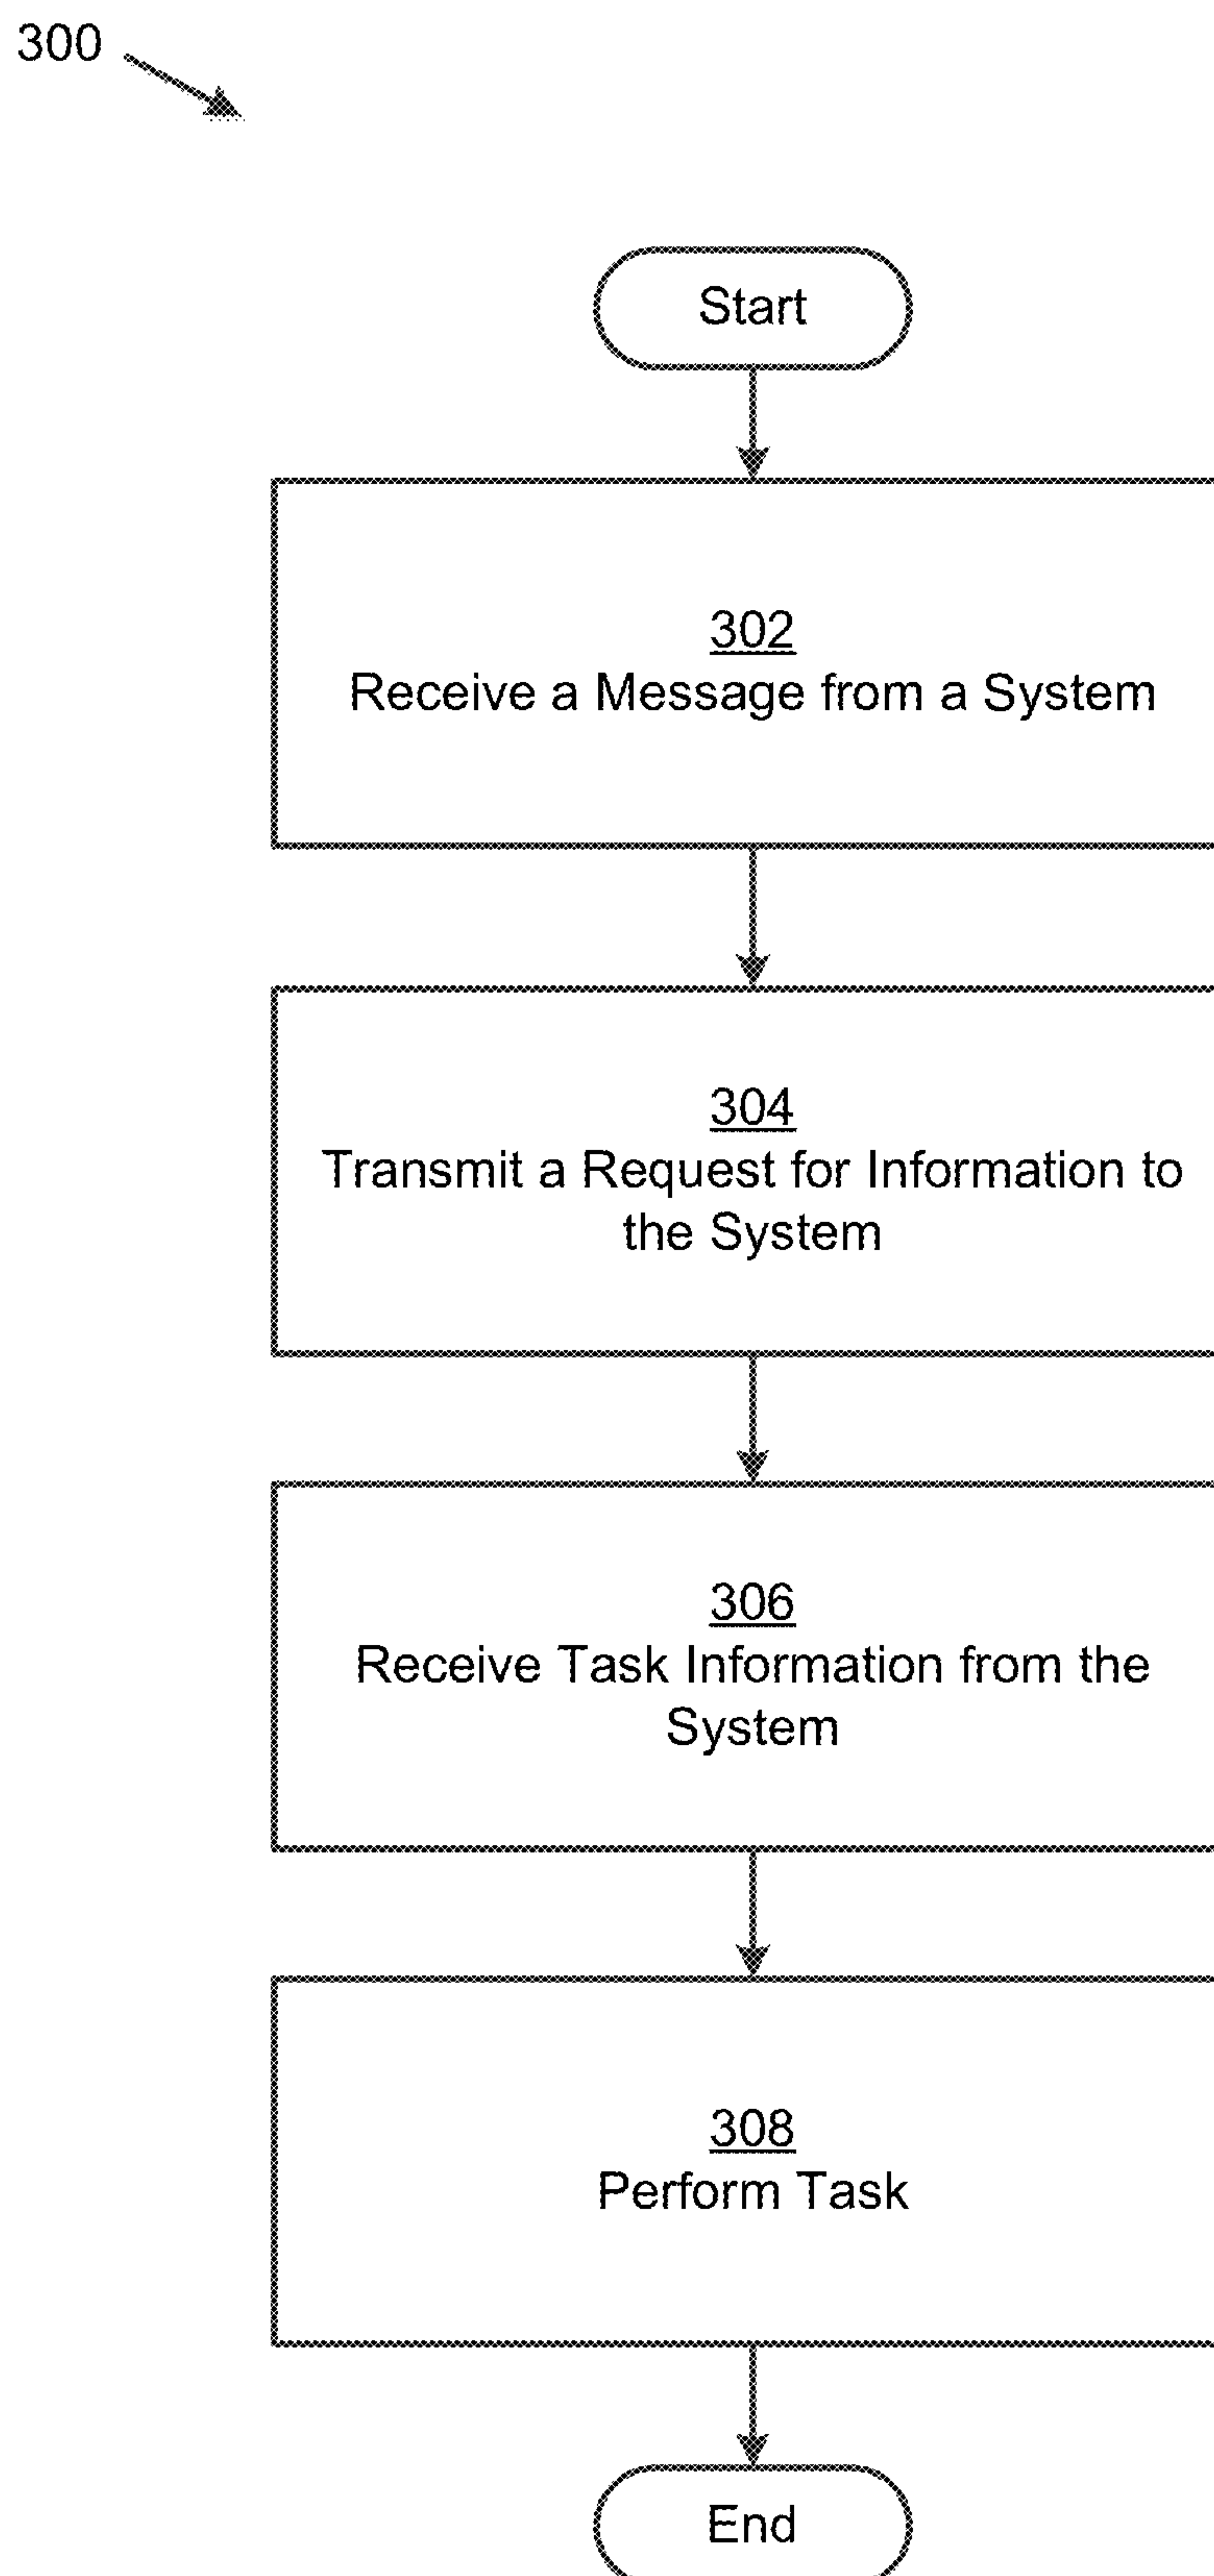 300
Start
302
Receive a Message from a System
304
Transmit a Request for Information to
the System
306
Receive Task Information from the
System
308
Perform Task
End